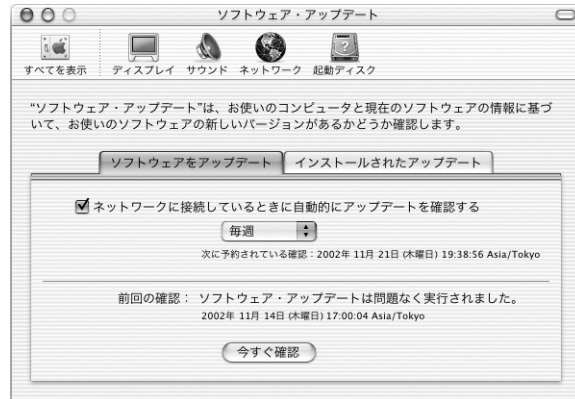 ソフトウェア・アップデート
すべてを表示 ディスプレイ サウンド ネットワーク 起動ディスク
“ソフトウェア・アップデート”は、お使いのコンピュータと現在のソフトウェアの情報に基づ
いて、お使いのソフトウェアの新しいバージョンがあるかどうか確認します。
ソフトウェアをアップデート インストールされたアップデート
ネットワークに接続しているときに自動的にアップデートを確認する
毎週
次に予約されている確認：2002年 11月 21日 (木曜日) 19:38:56 Asia/Tokyo
前回の確認： ソフトウェア・アップデートは問題なく実行されました。
2002年 11月 14日 (木曜日) 17:00:04 Asia/Tokyo
今すぐ確認